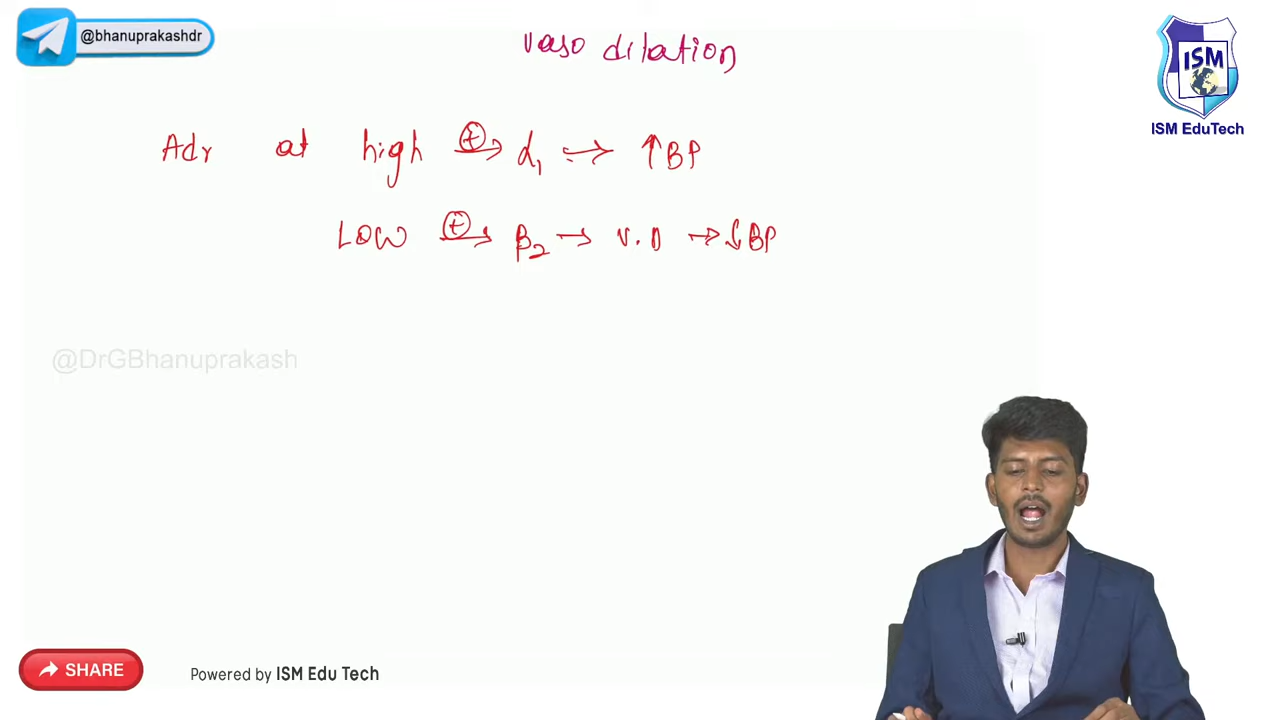 @bhanuprakashdr
vaso dilation
ISM
ISM EduTech
Adr at high ⊕→ α₁ → ↑BP
LOW ⊕→ β₂ → V.D → ↓BP
@DrGBhanuprakash
SHARE
Powered by ISM Edu Tech